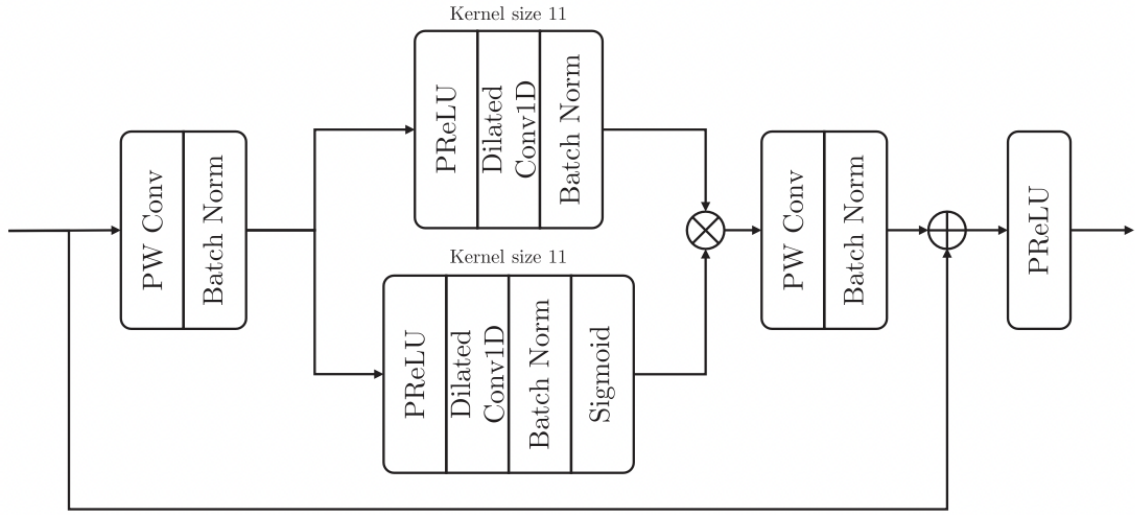 Kernel size 11
PReLU
Dilated
Conv1D
Batch Norm
PW Conv
Batch Norm
Kernel size 11
PReLU
Dilated
Conv1D
Batch Norm
Sigmoid
PW Conv
Batch Norm
PReLU